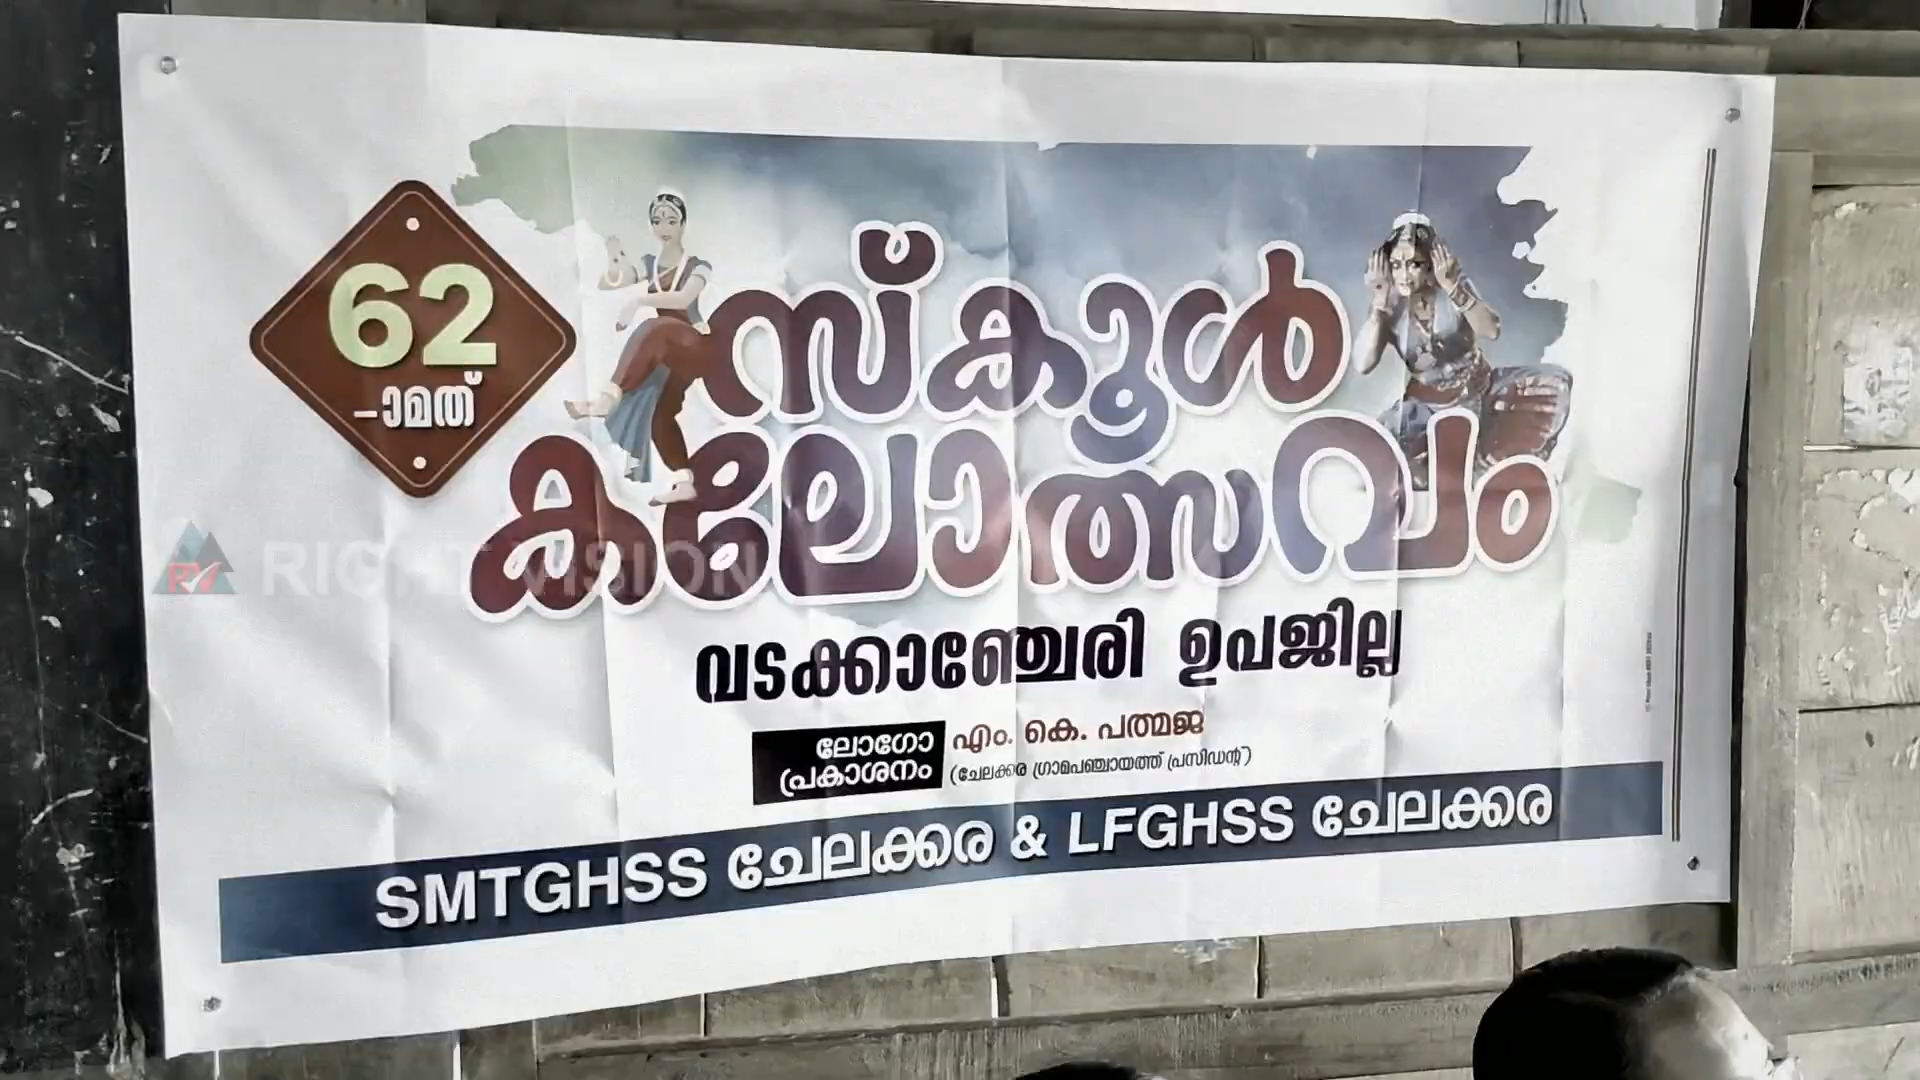 62
-ാമത്
സ്കൂൾ
കലോത്സവം
RV RIGHT VISION
വടക്കാഞ്ചേരി ഉപജില്ല
ലോഗോ പ്രകാശനം
എം. കെ. പത്മജ
(ചേലക്കര ഗ്രാമപഞ്ചായത്ത് പ്രസിഡന്റ്)
SMTGHSS ചേലക്കര & LFGHSS ചേലക്കര